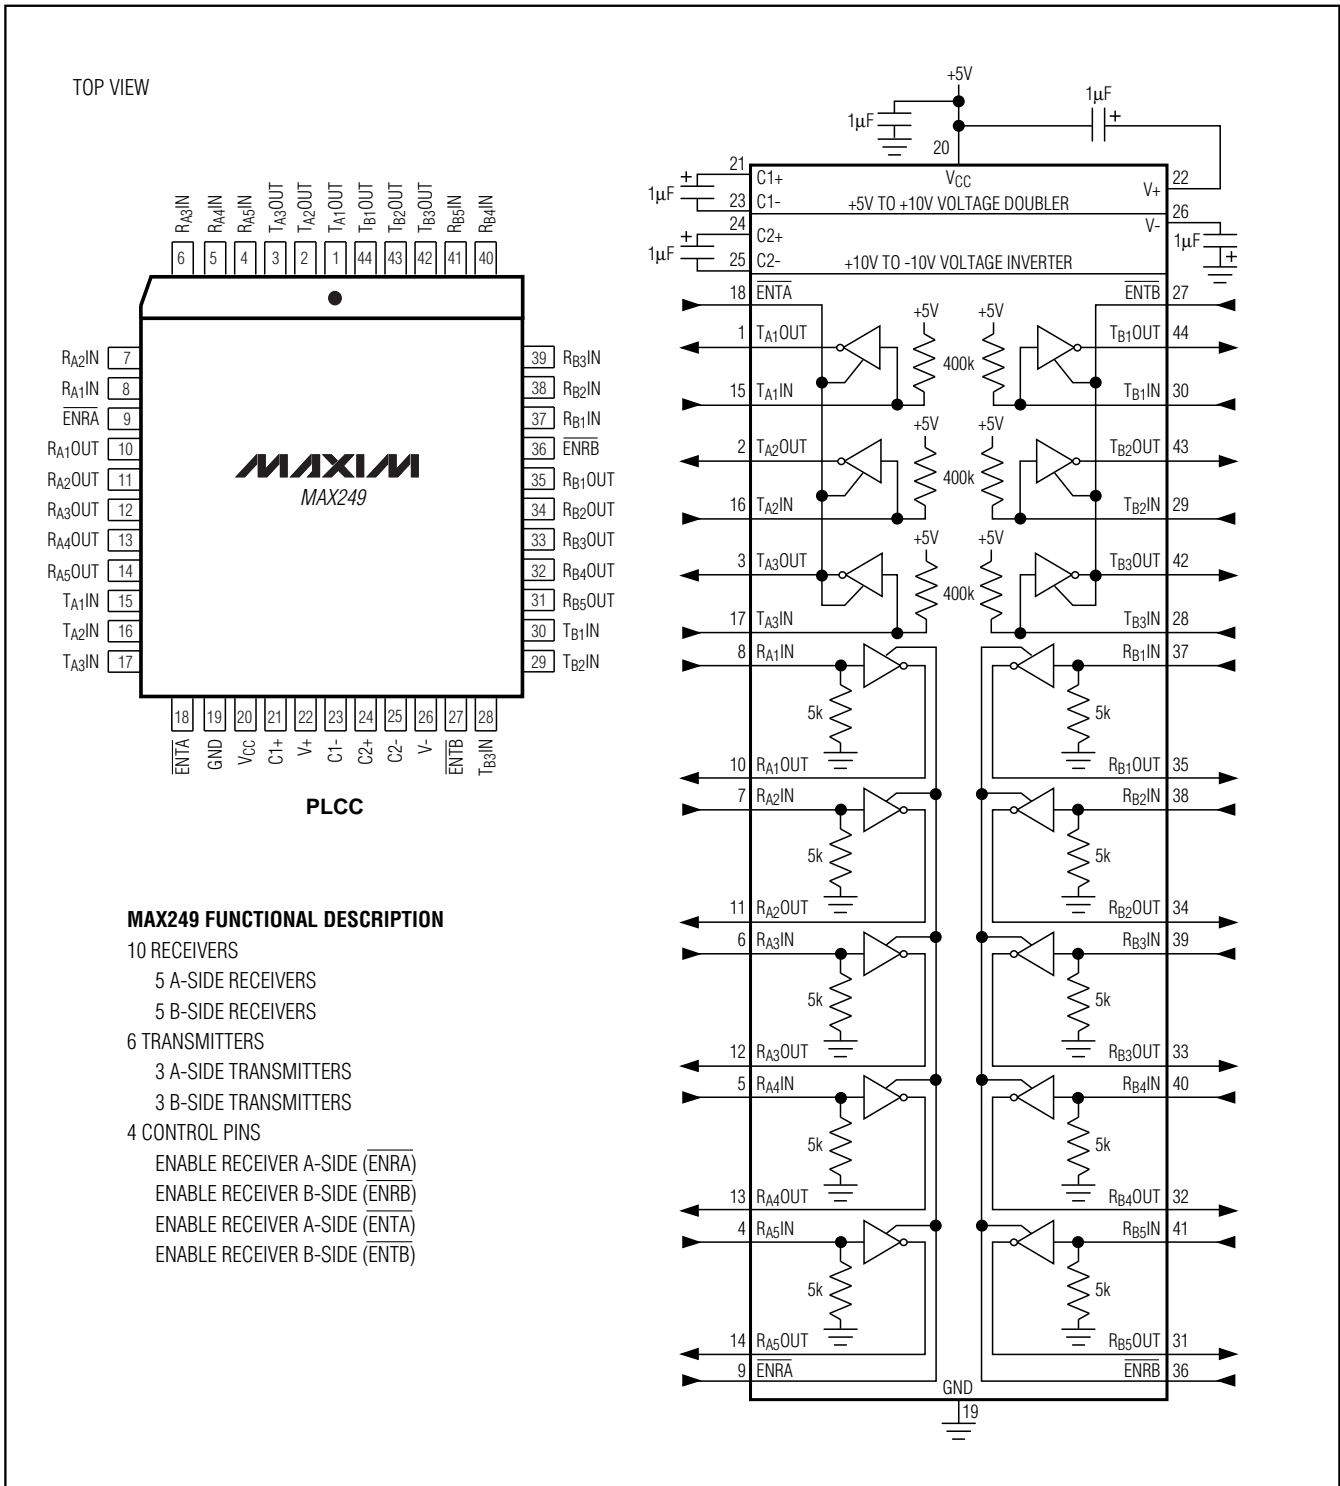 TOP VIEW
RA3IN
RA4IN
RA5IN
TA3OUT
TA2OUT
TA1OUT
TB1OUT
TB2OUT
TB3OUT
RB5IN
RB4IN
6 5 4 3 2 1 44 43 42 41 40
RA2IN 7
RA1IN 8
ENRA 9
RA1OUT 10
RA2OUT 11
RA3OUT 12
RA4OUT 13
RA5OUT 14
TA1IN 15
TA2IN 16
TA3IN 17
39 RB3IN
38 RB2IN
37 RB1IN
36 ENRB
35 RB1OUT
34 RB2OUT
33 RB3OUT
32 RB4OUT
31 RB5OUT
30 TB1IN
29 TB2IN
MAXIM
MAX249
18 19 20 21 22 23 24 25 26 27 28
ENTA
GND
VCC
C1+
V+
C1-
C2+
C2-
V-
ENTB
TB3IN
PLCC
MAX249 FUNCTIONAL DESCRIPTION
10 RECEIVERS
5 A-SIDE RECEIVERS
5 B-SIDE RECEIVERS
6 TRANSMITTERS
3 A-SIDE TRANSMITTERS
3 B-SIDE TRANSMITTERS
4 CONTROL PINS
ENABLE RECEIVER A-SIDE (ENRA)
ENABLE RECEIVER B-SIDE (ENRB)
ENABLE RECEIVER A-SIDE (ENTA)
ENABLE RECEIVER B-SIDE (ENTB)
+5V
1μF
1μF +
20
21 C1+ VCC V+ 22
+ 1μF
23 C1- +5V TO +10V VOLTAGE DOUBLER
24 C2+ V- 26
+ 1μF
1μF +
25 C2- +10V TO -10V VOLTAGE INVERTER
18 ENTA ENTB 27
+5V +5V
1 TA1OUT TB1OUT 44
400k
15 TA1IN TB1IN 30
+5V +5V
2 TA2OUT TB2OUT 43
400k
16 TA2IN TB2IN 29
+5V +5V
3 TA3OUT TB3OUT 42
400k
17 TA3IN TB3IN 28
8 RA1IN RB1IN 37
5k 5k
10 RA1OUT RB1OUT 35
7 RA2IN RB2IN 38
5k 5k
11 RA2OUT RB2OUT 34
6 RA3IN RB3IN 39
5k 5k
12 RA3OUT RB3OUT 33
5 RA4IN RB4IN 40
5k 5k
13 RA4OUT RB4OUT 32
4 RA5IN RB5IN 41
5k 5k
14 RA5OUT RB5OUT 31
9 ENRA ENRB 36
GND
19